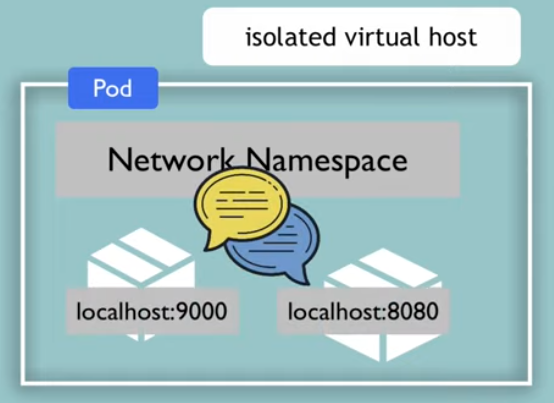 isolated virtual host
Pod
Network Namespace
localhost:9000
localhost:8080